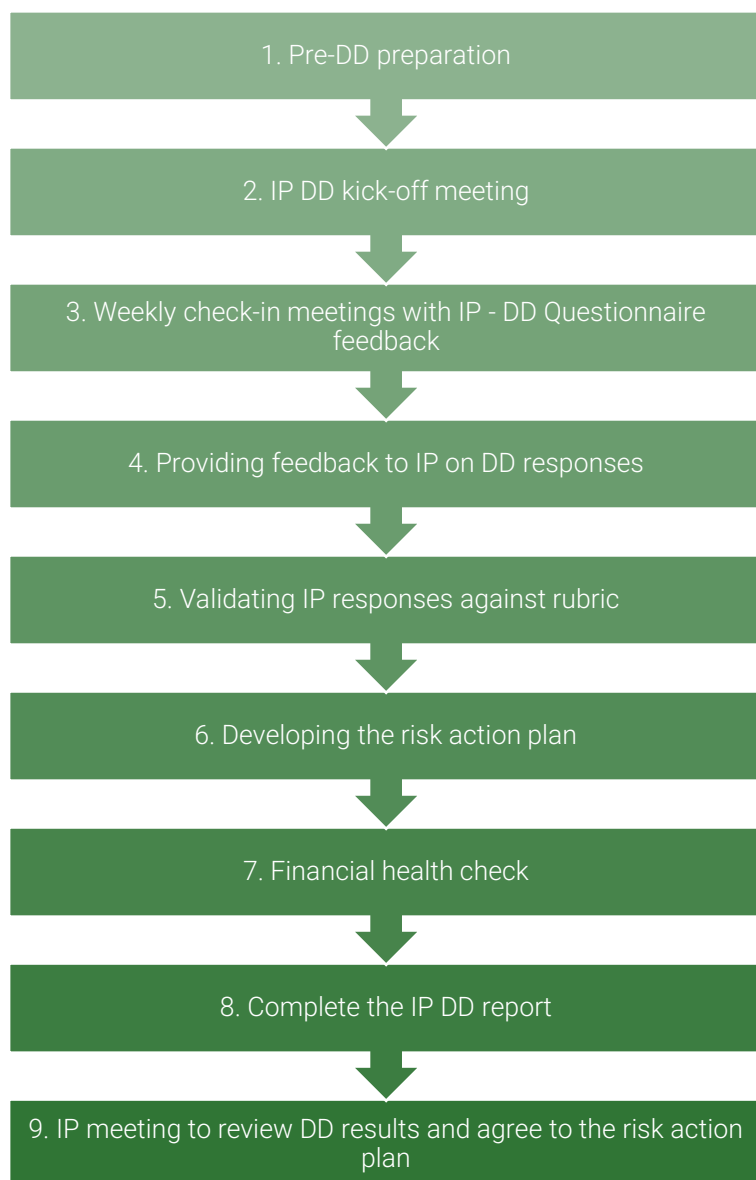 1. Pre-DD preparation
2. IP DD kick-off meeting
3. Weekly check-in meetings with IP - DD Questionnaire
feedback
4. Providing feedback to IP on DD responses
5. Validating IP responses against rubric
6. Developing the risk action plan
7. Financial health check
8. Complete the IP DD report
9. IP meeting to review DD results and agree to the risk action
plan